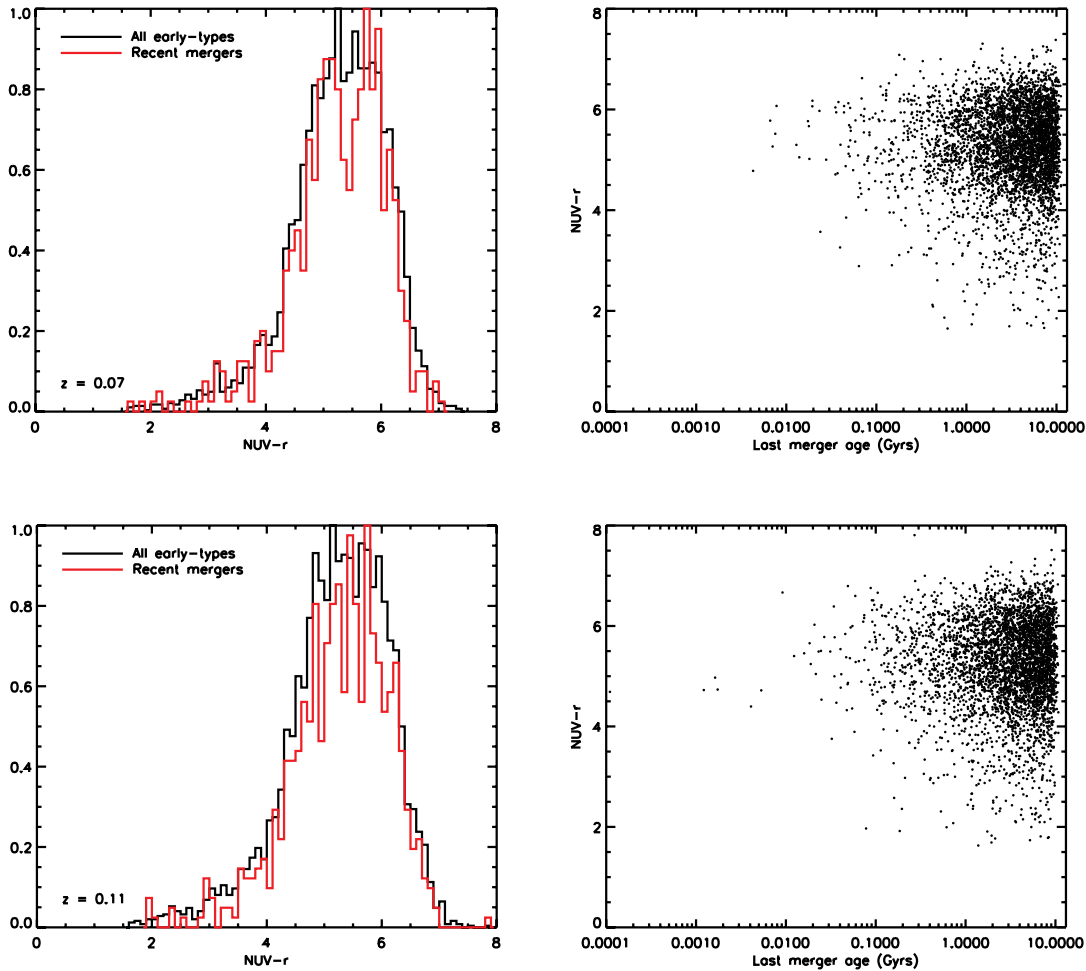 1.0
0.8
0.6
0.4
0.2
0.0
All early-types
Recent mergers
z = 0.07
0 2 4 6 8
NUV-r
8
6
4
2
0
NUV-r
0.0001 0.0010 0.0100 0.1000 1.0000 10.0000
Last merger age (Gyrs)
1.0
0.8
0.6
0.4
0.2
0.0
All early-types
Recent mergers
z = 0.11
0 2 4 6 8
NUV-r
8
6
4
2
0
NUV-r
0.0001 0.0010 0.0100 0.1000 1.0000 10.0000
Last merger age (Gyrs)